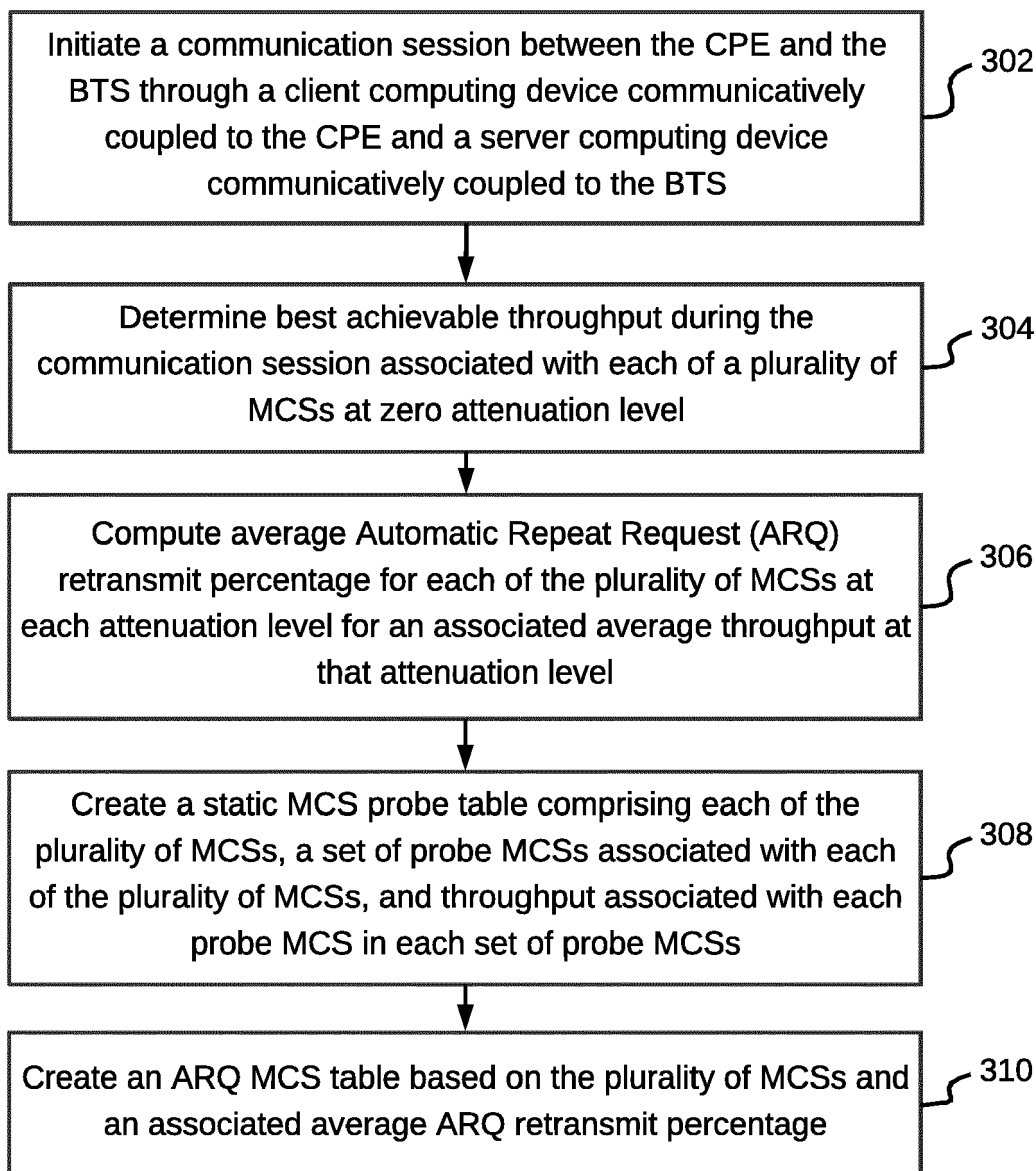 Initiate a communication session between the CPE and the
BTS through a client computing device communicatively
coupled to the CPE and a server computing device
communicatively coupled to the BTS
302
Determine best achievable throughput during the
communication session associated with each of a plurality of
MCSs at zero attenuation level
304
Compute average Automatic Repeat Request (ARQ)
retransmit percentage for each of the plurality of MCSs at
each attenuation level for an associated average throughput at
that attenuation level
306
Create a static MCS probe table comprising each of the
plurality of MCSs, a set of probe MCSs associated with each
of the plurality of MCSs, and throughput associated with each
probe MCS in each set of probe MCSs
308
Create an ARQ MCS table based on the plurality of MCSs and
an associated average ARQ retransmit percentage
310